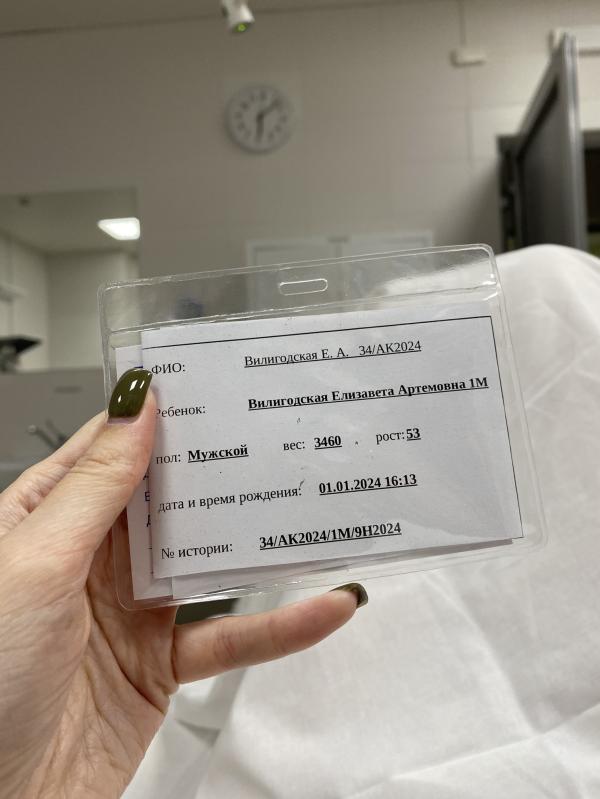 ФИО: Вилигодская Е. А. 34/АК2024
Ребенок: Вилигодская Елизавета Артемовна 1М
пол: Мужской вес: 3460 рост: 53
дата и время рождения: 01.01.2024 16:13
№ истории: 34/АК2024/1М/9Н2024